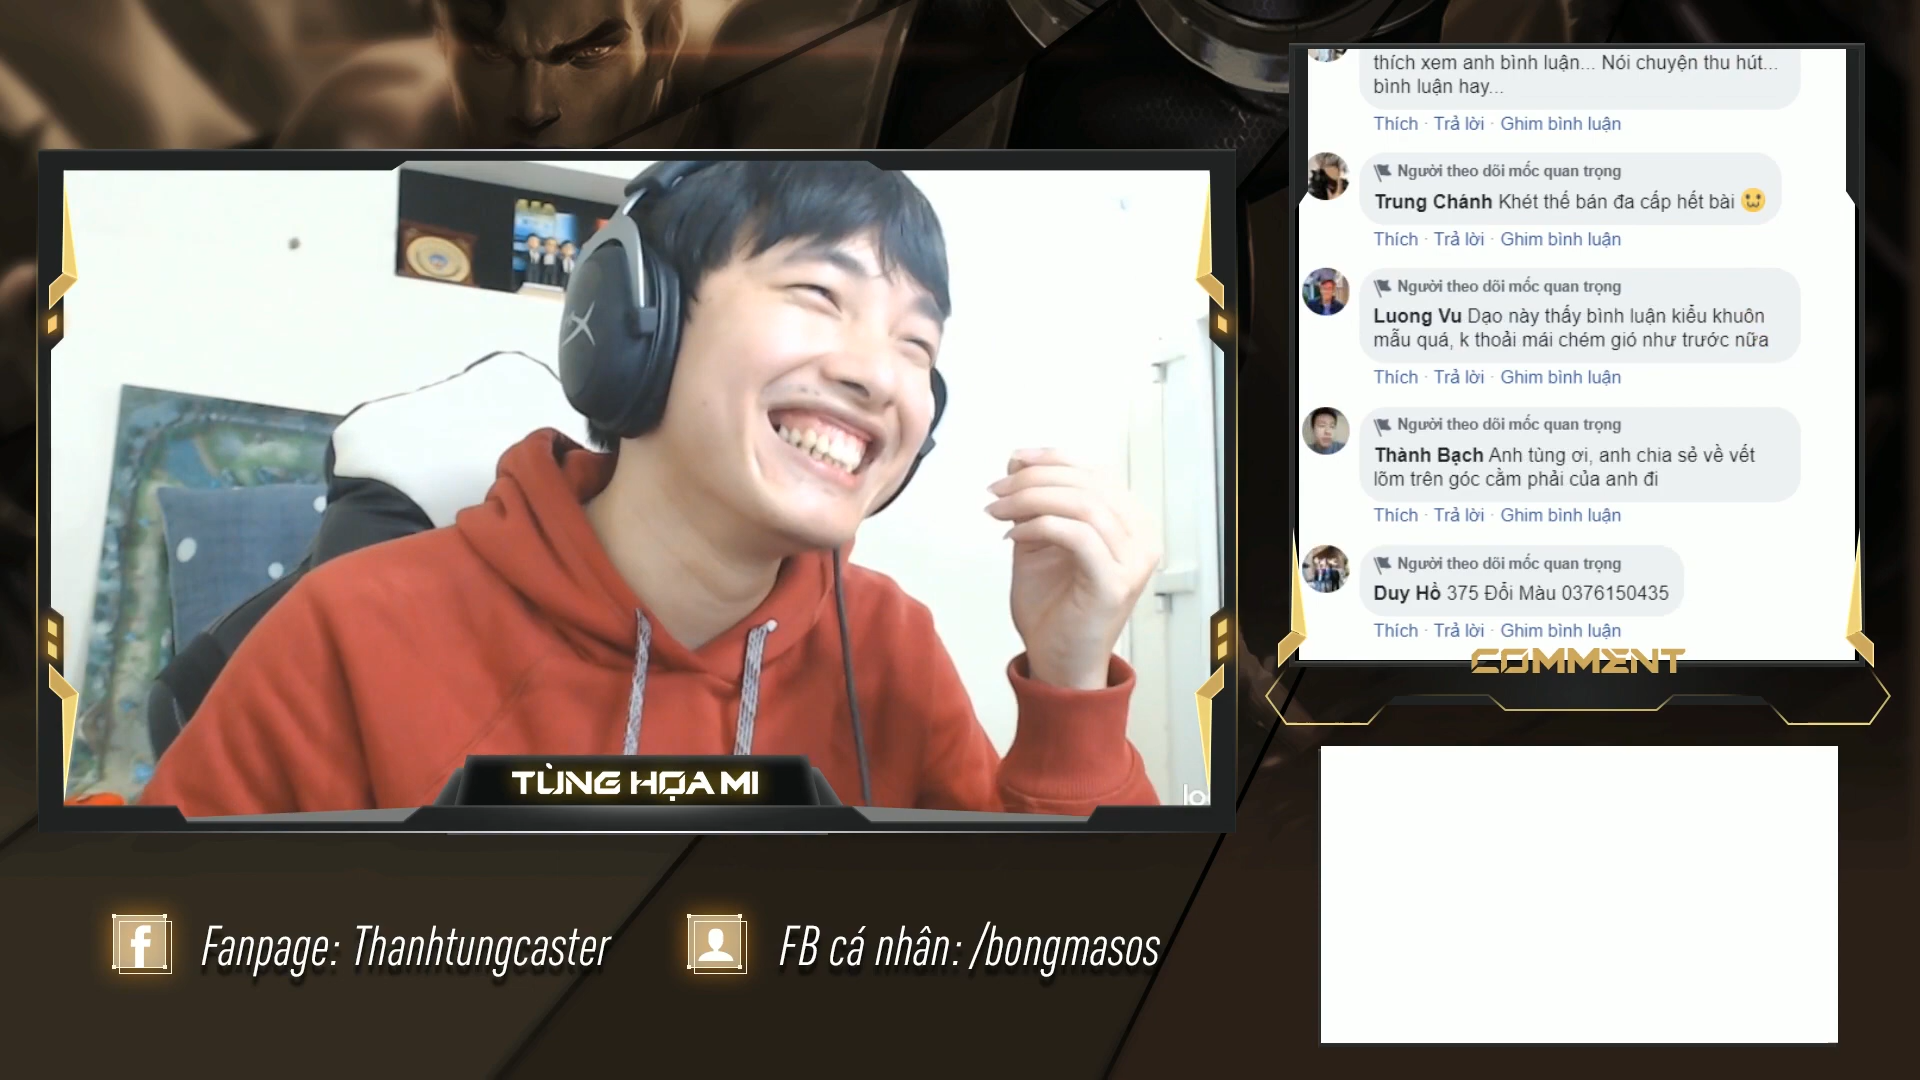 TÙNG HỌA MI
Fanpage: Thanhtungcaster
FB cá nhân: /bongmasos
thích xem anh bình luận... Nói chuyện thu hút...
bình luận hay...
Thích · Trả lời · Ghim bình luận
Người theo dõi mốc quan trọng
Trung Chánh Khét thế bán đa cấp hết bài
Thích · Trả lời · Ghim bình luận
Người theo dõi mốc quan trọng
Luong Vu Dạo này thấy bình luận kiểu khuôn
mẫu quá, k thoải mái chém gió như trước nữa
Thích · Trả lời · Ghim bình luận
Người theo dõi mốc quan trọng
Thành Bạch Anh tùng ơi, anh chia sẻ về vết
lõm trên góc cằm phải của anh đi
Thích · Trả lời · Ghim bình luận
Người theo dõi mốc quan trọng
Duy Hồ 375 Đổi Màu 0376150435
Thích · Trả lời · Ghim bình luận
COMMENT